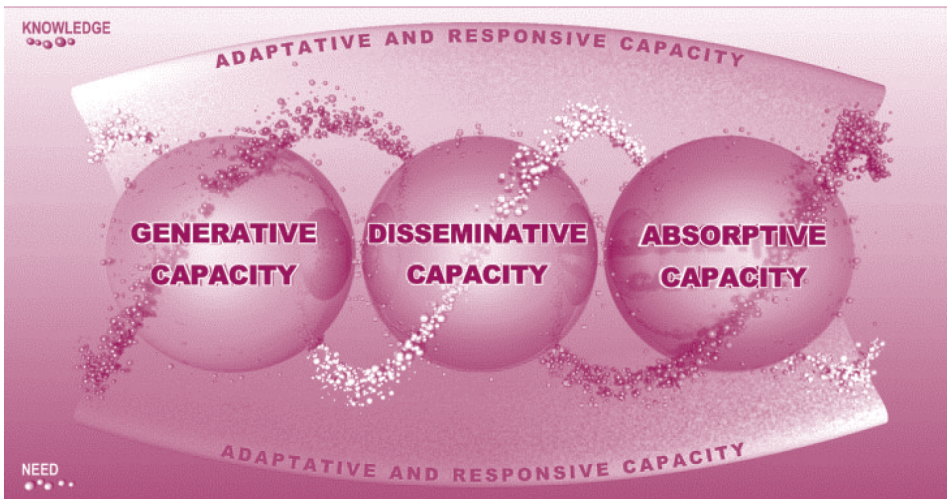 KNOWLEDGE
ADAPTATIVE AND RESPONSIVE CAPACITY
GENERATIVE
CAPACITY
DISSEMINATIVE
CAPACITY
ABSORPTIVE
CAPACITY
ADAPTATIVE AND RESPONSIVE CAPACITY
NEED